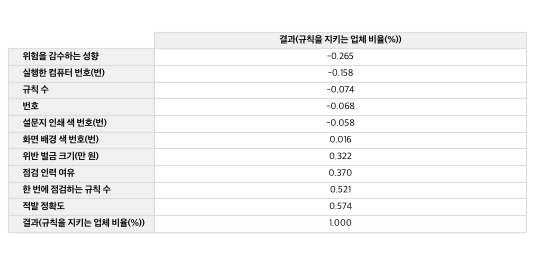 결과(규칙을 지키는 업체 비율(%))
위험을 감수하는 성향 -0.265
실행한 컴퓨터 번호(번) -0.158
규칙 수 -0.074
번호 -0.068
설문지 인쇄 색 번호(번) -0.058
화면 배경 색 번호(번) 0.016
위반 벌금 크기(만 원) 0.322
점검 인력 여유 0.370
한 번에 점검하는 규칙 수 0.521
적발 정확도 0.574
결과(규칙을 지키는 업체 비율(%)) 1.000